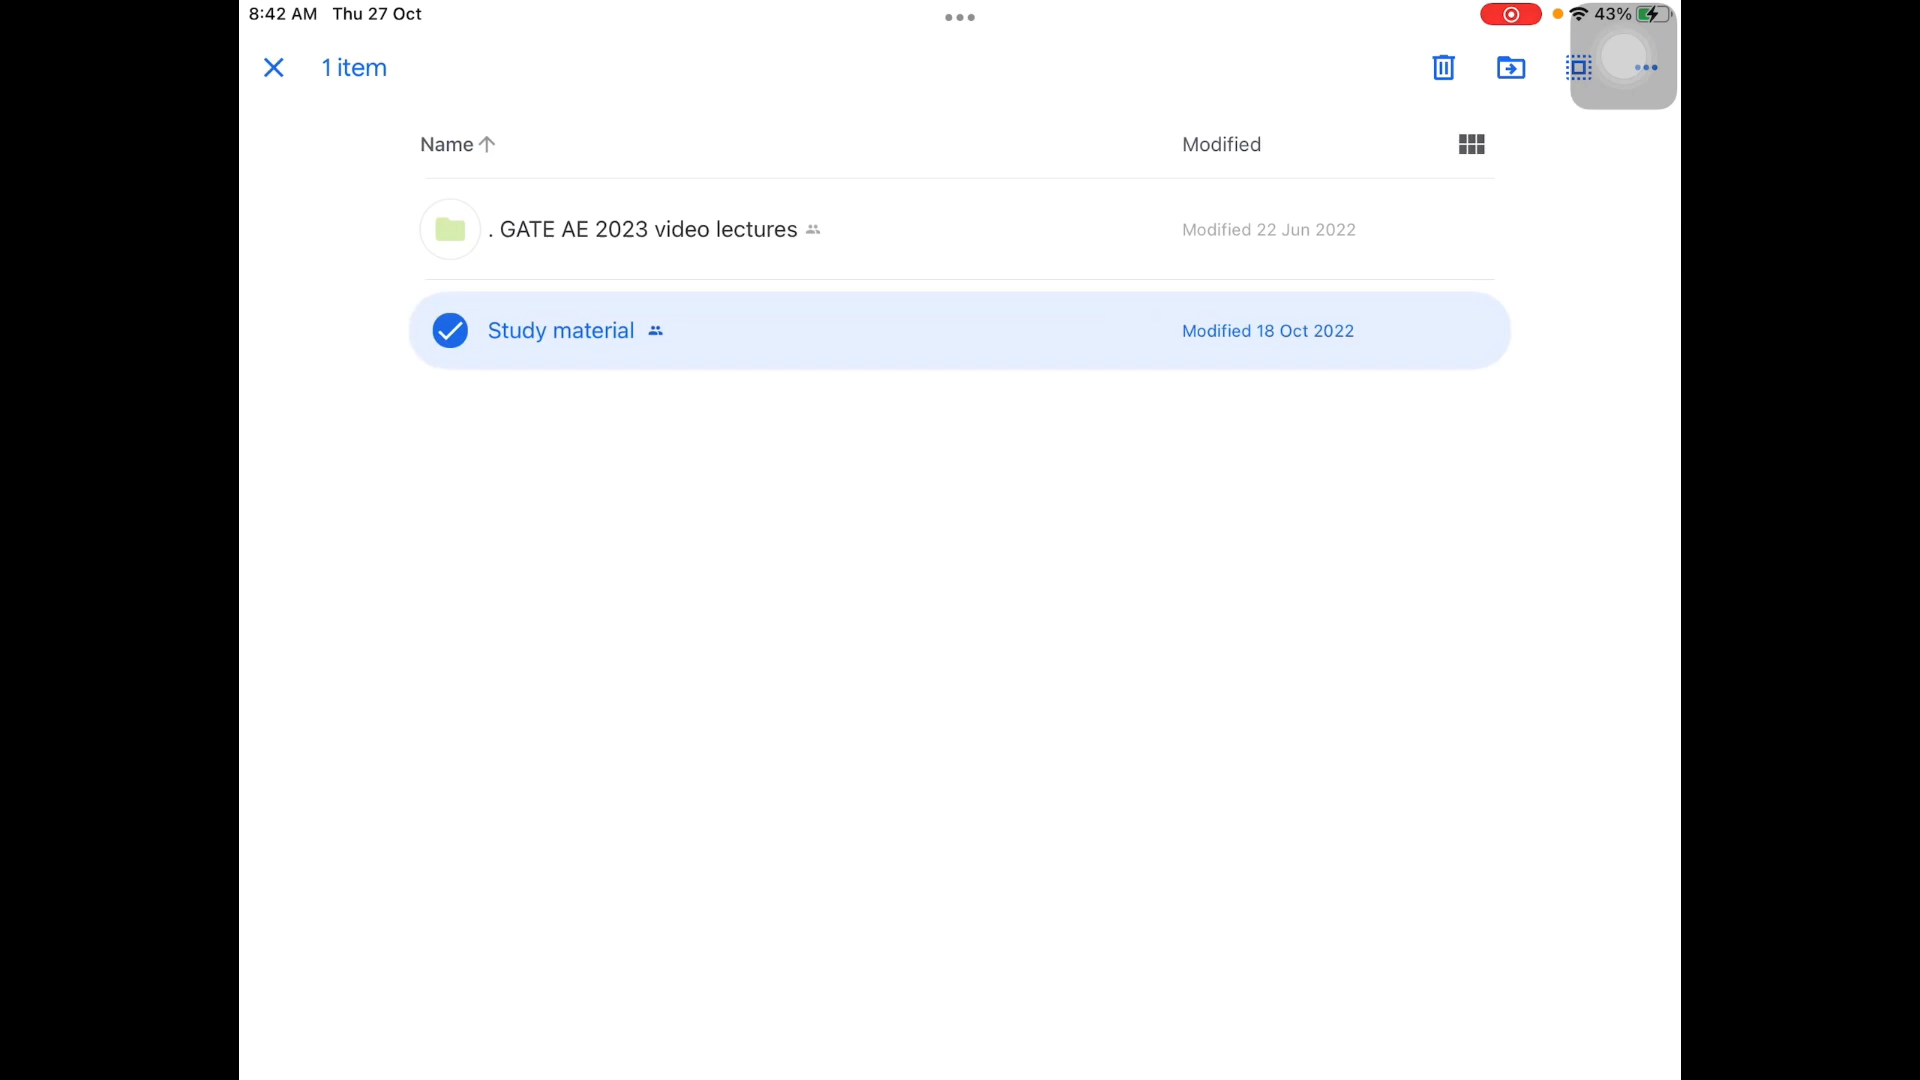 8:42 AM Thu 27 Oct
43%
1 item
Name Modified
. GATE AE 2023 video lectures Modified 22 Jun 2022
Study material Modified 18 Oct 2022